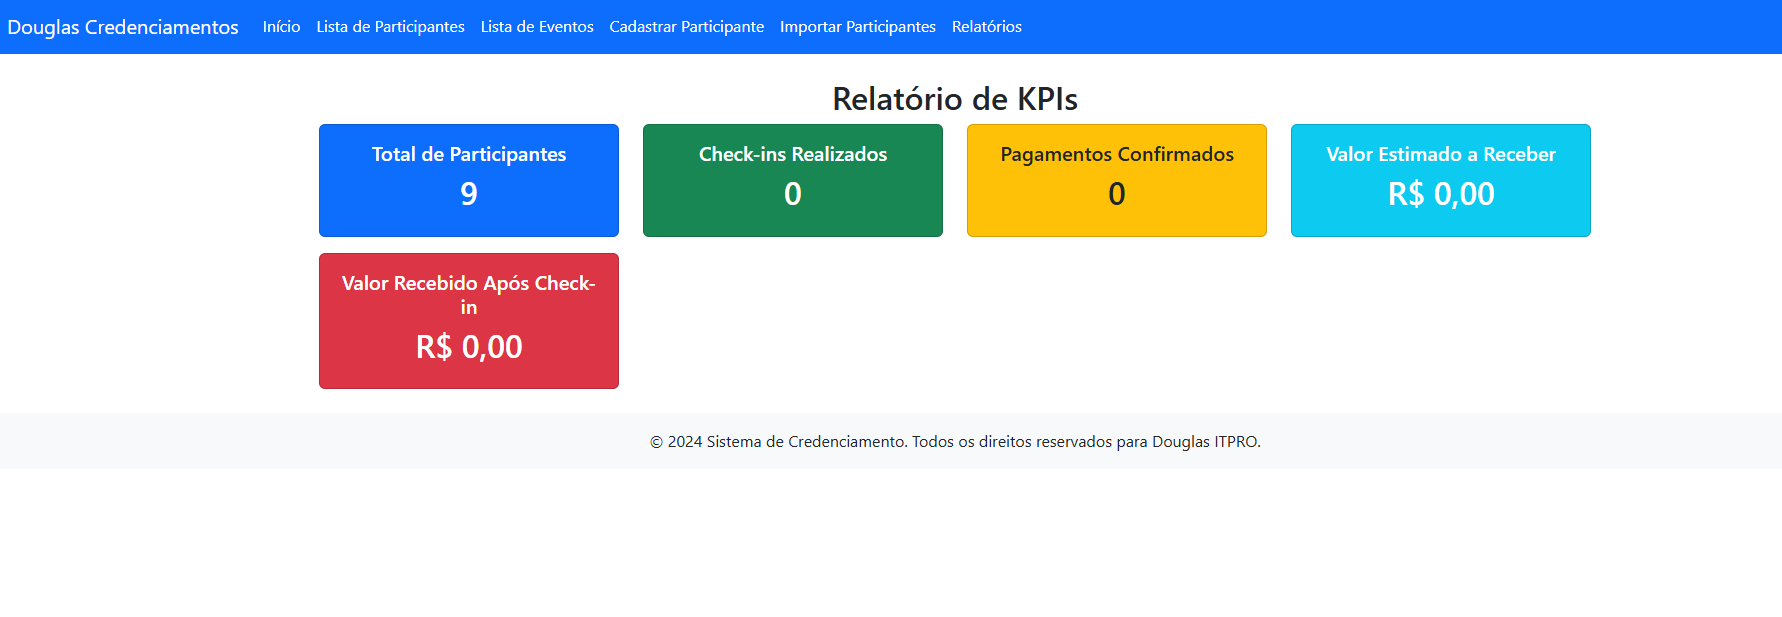 Douglas Credenciamentos Início Lista de Participantes Lista de Eventos Cadastrar Participante Importar Participantes Relatórios
Relatório de KPIs
Total de Participantes
9
Check-ins Realizados
0
Pagamentos Confirmados
0
Valor Estimado a Receber
R$ 0,00
Valor Recebido Após Check-
in
R$ 0,00
© 2024 Sistema de Credenciamento. Todos os direitos reservados para Douglas ITPRO.